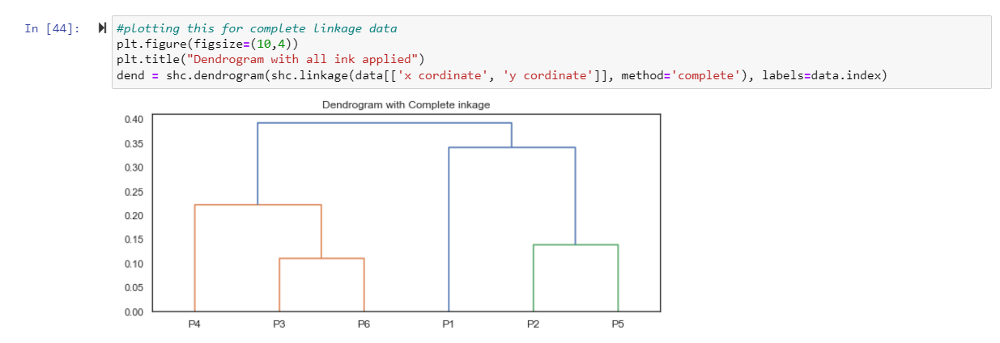 In [44]: #plotting this for complete linkage data
plt.figure(figsize=(10,4))
plt.title("Dendrogram with all ink applied")
dend = shc.dendrogram(shc.linkage(data[['x cordinate', 'y cordinate']], method='complete'), labels=data.index)
Dendrogram with Complete inkage
0.40
0.35
0.30
0.25
0.20
0.15
0.10
0.05
0.00
P4 P3 P6 P1 P2 P5